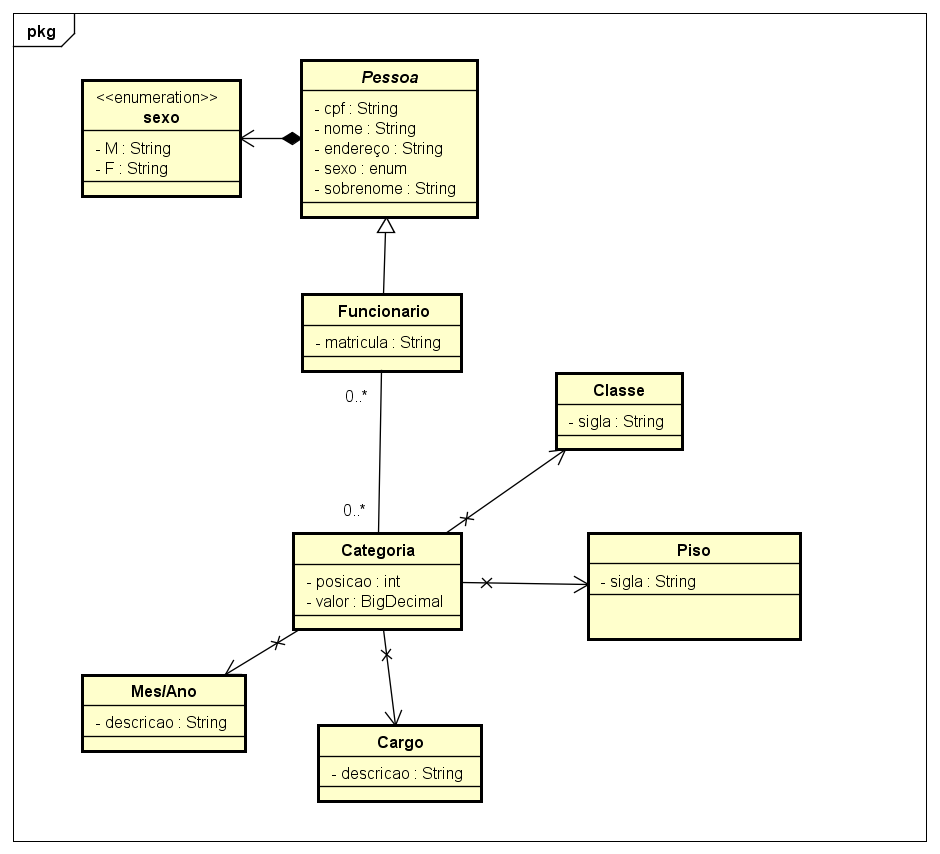 pkg
<<enumeration>>
sexo
- M : String
- F : String
Pessoa
- cpf : String
- nome : String
- endereço : String
- sexo : enum
- sobrenome : String
Funcionario
- matricula : String
0..*
0..*
Classe
- sigla : String
Categoria
- posicao : int
- valor : BigDecimal
Piso
- sigla : String
Mes/Ano
- descricao : String
Cargo
- descricao : String